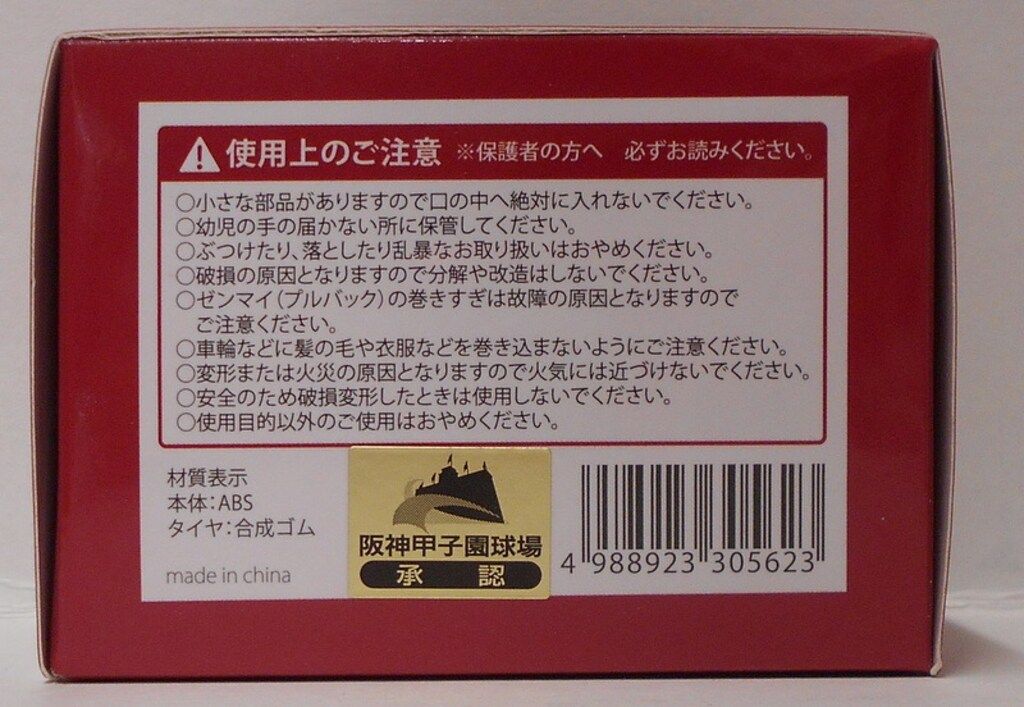 使用上のご注意 ※保護者の方へ 必ずお読みください。
○小さな部品がありますので口の中へ絶対に入れないでください。
○幼児の手の届かない所に保管してください。
○ぶつけたり、落としたり乱暴なお取り扱いはおやめください。
○破損の原因となりますので分解や改造はしないでください。
○ゼンマイ(プルバック)の巻きすぎは故障の原因となりますので
ご注意ください。
○車輪などに髪の毛や衣服などを巻き込まないようにご注意ください。
○変形または火災の原因となりますので火気には近づけないでください。
○安全のため破損変形したときは使用しないでください。
○使用目的以外のご使用はおやめください。
材質表示
本体:ABS
タイヤ:合成ゴム
made in china
阪神甲子園球場
承認
4 988923 305623